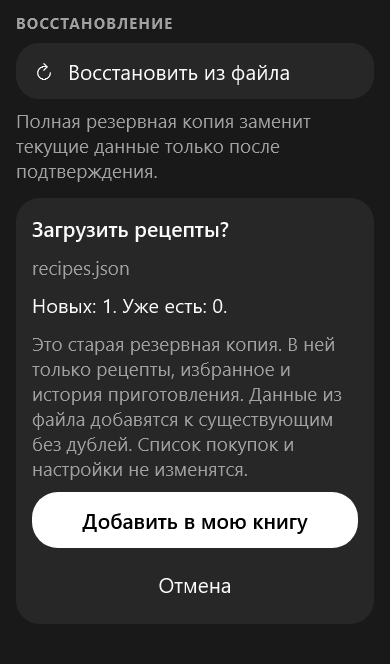 ВОССТАНОВЛЕНИЕ
Восстановить из файла
Полная резервная копия заменит
текущие данные только после
подтверждения.
Загрузить рецепты?
recipes.json
Новых: 1. Уже есть: 0.
Это старая резервная копия. В ней
только рецепты, избранное и
история приготовления. Данные из
файла добавятся к существующим
без дублей. Список покупок и
настройки не изменятся.
Добавить в мою книгу
Отмена